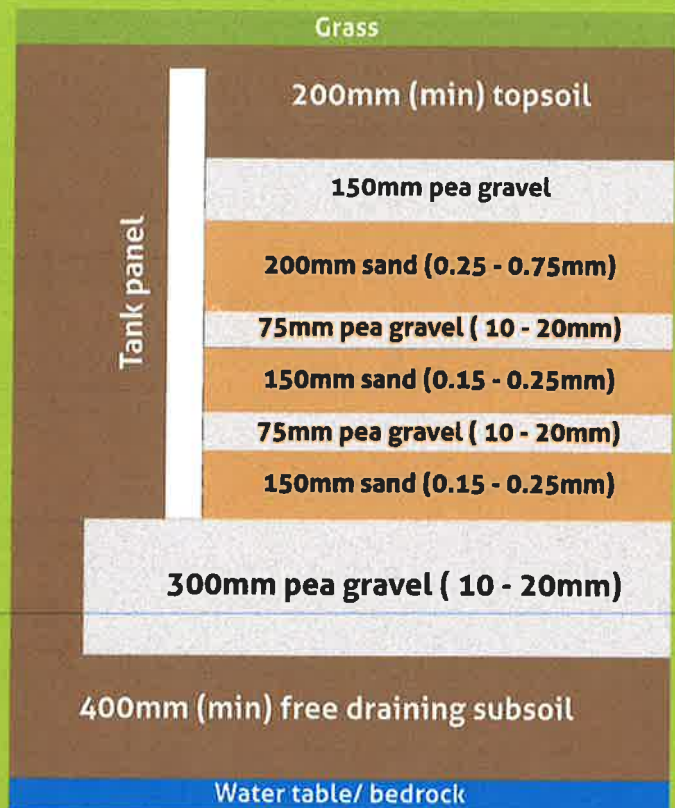 Grass
200mm (min) topsoil
150mm pea gravel
200mm sand (0.25 - 0.75mm)
Tank panel
75mm pea gravel ( 10 - 20mm)
150mm sand (0.15 - 0.25mm)
75mm pea gravel ( 10 - 20mm)
150mm sand (0.15 - 0.25mm)
300mm pea gravel ( 10 - 20mm)
400mm (min) free draining subsoil
Water table/ bedrock